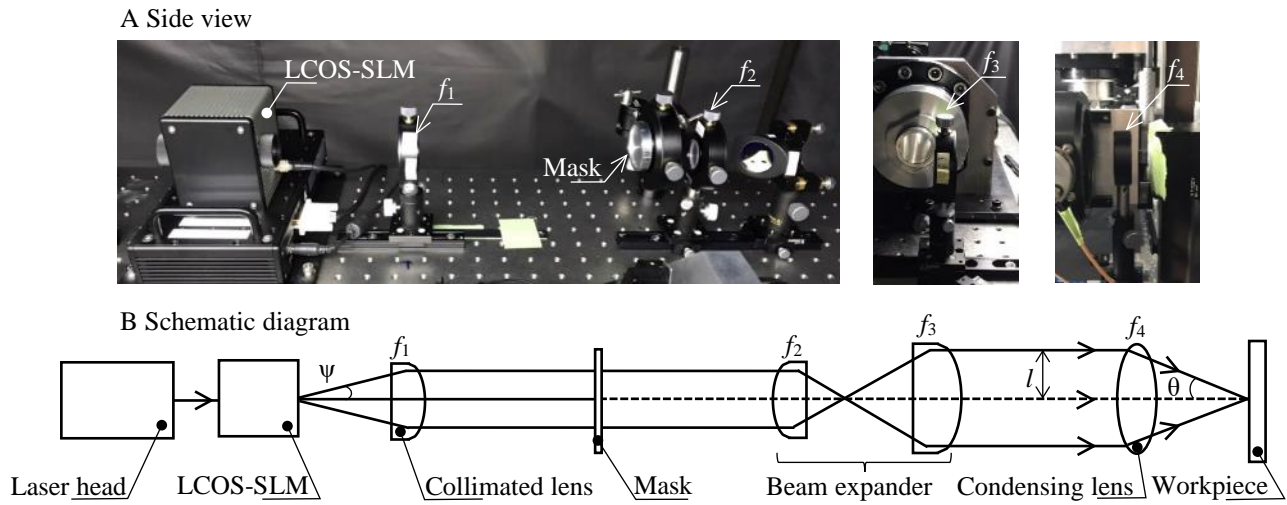 A Side view
LCOS-SLM
f1
Mask
f2
f3
f4
B Schematic diagram
ψ
f1
f2
f3
l
f4
θ
Laser head
LCOS-SLM
Collimated lens
Mask
Beam expander
Condensing lens
Workpiece